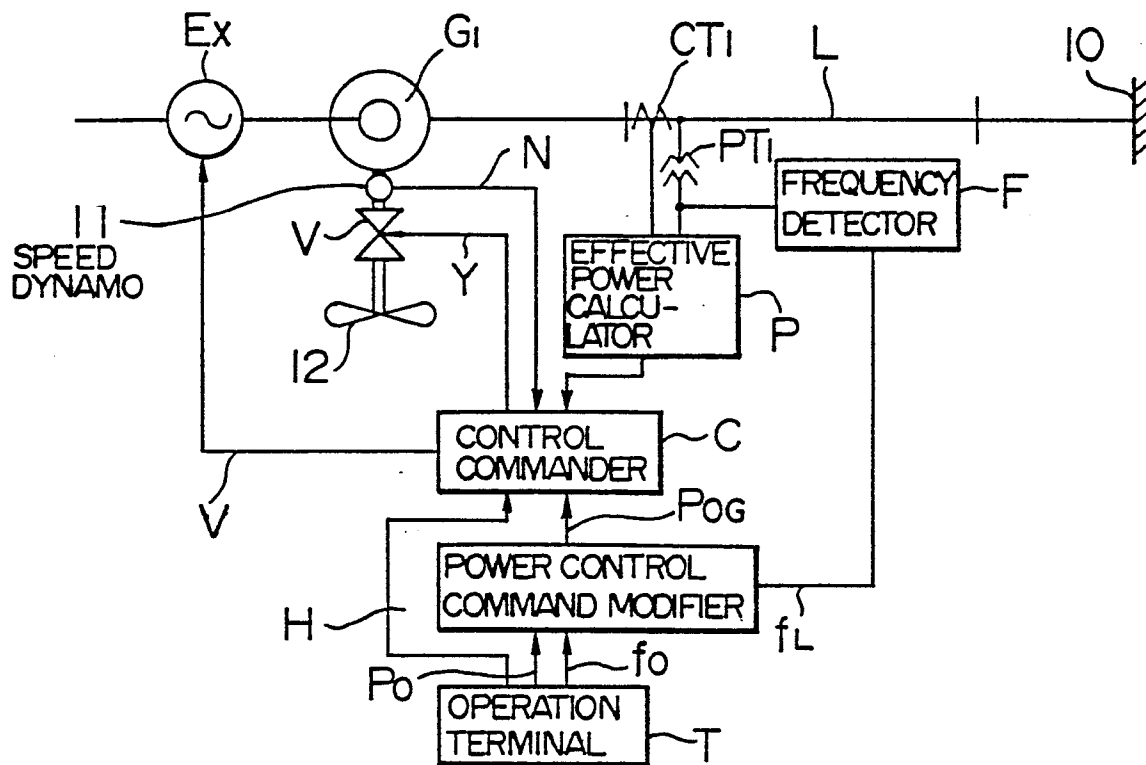 Ex
G1
CT1
L
10
N
PT1
FREQUENCY
DETECTOR
F
11
SPEED
DYNAMO
V
Y
EFFECTIVE
POWER
CALCU-
LATOR
P
12
CONTROL
COMMANDER
C
V
POG
POWER CONTROL
COMMAND MODIFIER
H
fL
PO
fO
OPERATION
TERMINAL
T